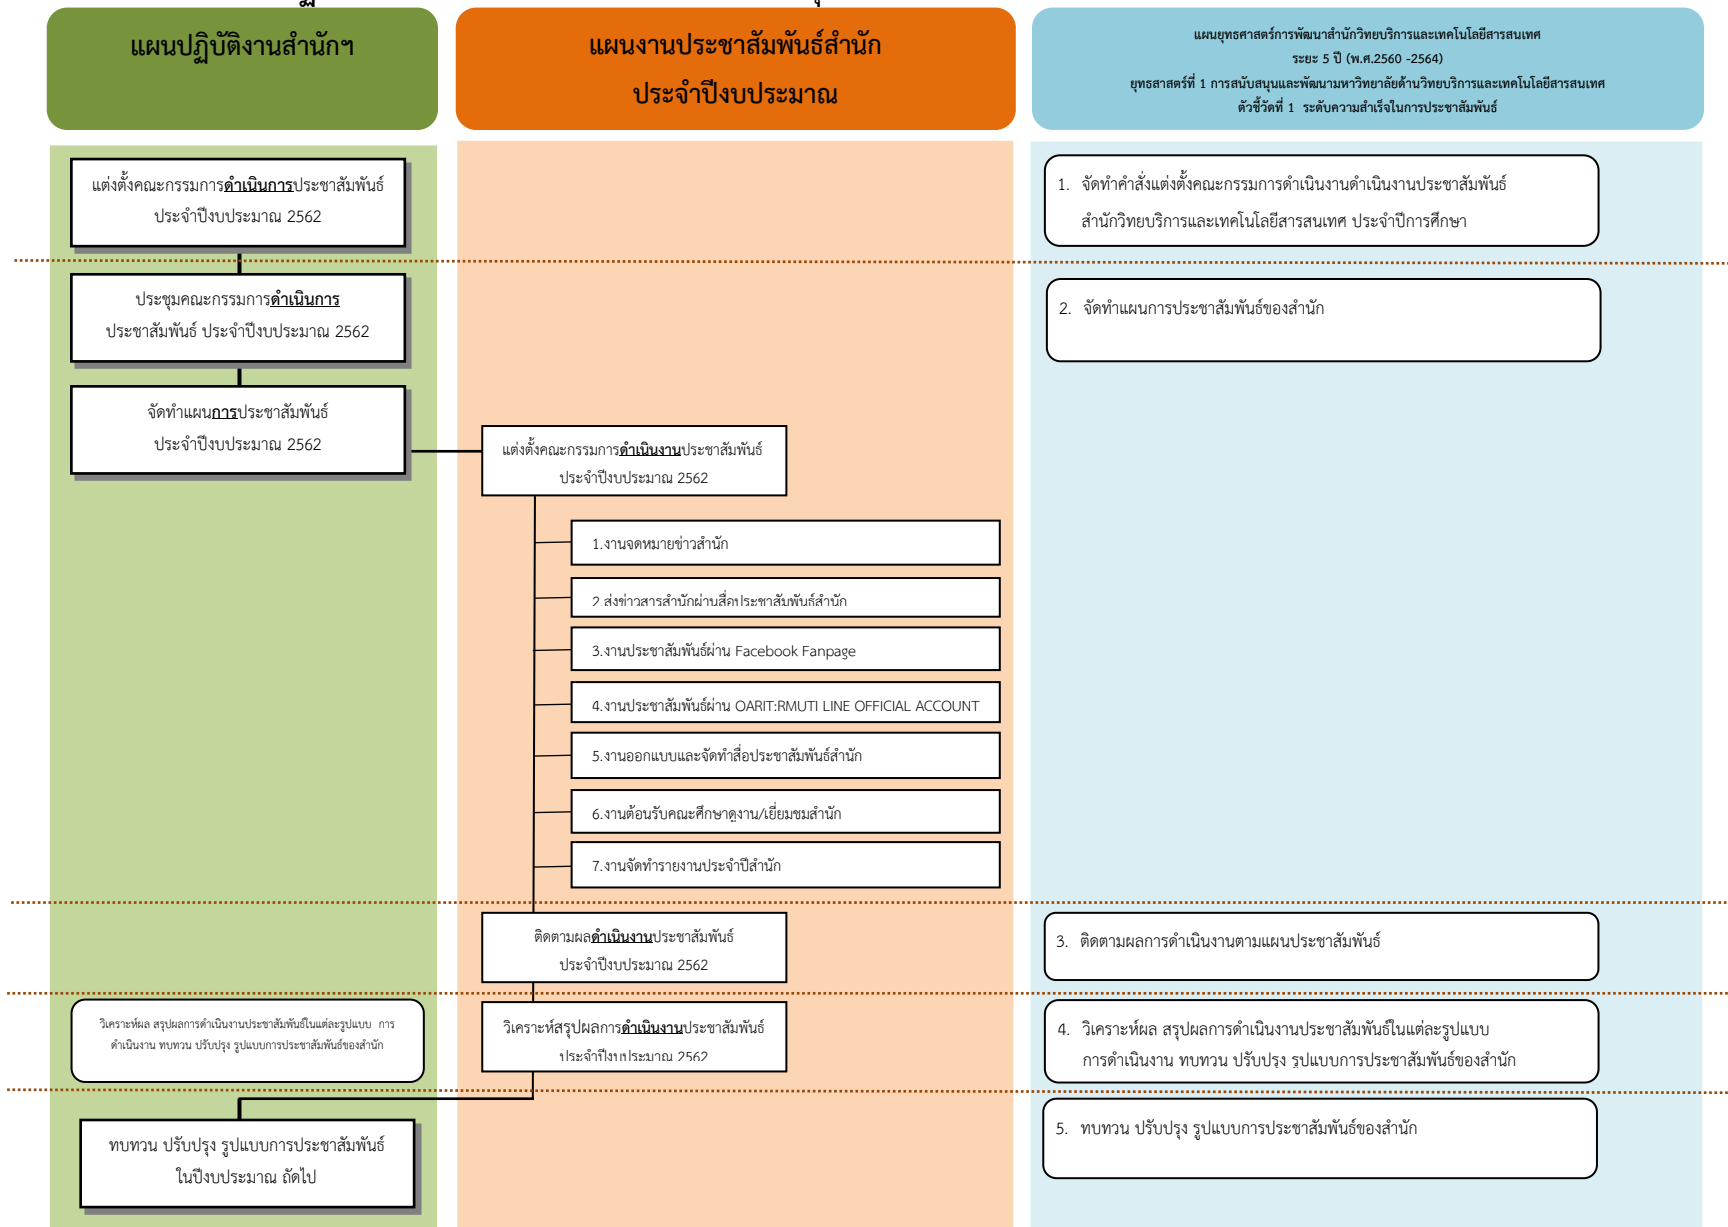 แผนปฏิบัติงานสำนักฯ
แผนงานประชาสัมพันธ์สำนัก
ประจำปีงบประมาณ
แผนยุทธศาสตร์การพัฒนาสำนักวิทยบริการและเทคโนโลยีสารสนเทศ
ระยะ 5 ปี (พ.ศ.2560 -2564)
ยุทธสาสตร์ที่ 1 การสนับสนุนและพัฒนามหาวิทยาลัยด้านวิทยบริการและเทคโนโลยีสารสนเทศ
ตัวชี้วัดที่ 1 ระดับความสำเร็จในการประชาสัมพันธ์
แต่งตั้งคณะกรรมการดำเนินการประชาสัมพันธ์
ประจำปีงบประมาณ 2562
1. จัดทำคำสั่งแต่งตั้งคณะกรรมการดำเนินงานดำเนินงานประชาสัมพันธ์
สำนักวิทยบริการและเทคโนโลยีสารสนเทศ ประจำปีการศึกษา
ประชุมคณะกรรมการดำเนินการ
ประชาสัมพันธ์ ประจำปีงบประมาณ 2562
2. จัดทำแผนการประชาสัมพันธ์ของสำนัก
จัดทำแผนการประชาสัมพันธ์
ประจำปีงบประมาณ 2562
แต่งตั้งคณะกรรมการดำเนินงานประชาสัมพันธ์
ประจำปีงบประมาณ 2562
1.งานจดหมายข่าวสำนัก
2.ส่งข่าวสารสำนักผ่านสื่อประชาสัมพันธ์สำนัก
3.งานประชาสัมพันธ์ผ่าน Facebook Fanpage
4.งานประชาสัมพันธ์ผ่าน OARIT:RMUTI LINE OFFICIAL ACCOUNT
5.งานออกแบบและจัดทำสื่อประชาสัมพันธ์สำนัก
6.งานต้อนรับคณะศึกษาดูงาน/เยี่ยมชมสำนัก
7.งานจัดทำรายงานประจำปีสำนัก
ติดตามผลดำเนินงานประชาสัมพันธ์
ประจำปีงบประมาณ 2562
3. ติดตามผลการดำเนินงานตามแผนประชาสัมพันธ์
วิเคราะห์ผล สรุปผลการดำเนินงานประชาสัมพันธ์ในแต่ละรูปแบบ การ
ดำเนินงาน ทบทวน ปรับปรุง รูปแบบการประชาสัมพันธ์ของสำนัก
วิเคราะห์สรุปผลการดำเนินงานประชาสัมพันธ์
ประจำปีงบประมาณ 2562
4. วิเคราะห์ผล สรุปผลการดำเนินงานประชาสัมพันธ์ในแต่ละรูปแบบ
การดำเนินงาน ทบทวน ปรับปรุง รูปแบบการประชาสัมพันธ์ของสำนัก
ทบทวน ปรับปรุง รูปแบบการประชาสัมพันธ์
ในปีงบประมาณ ถัดไป
5. ทบทวน ปรับปรุง รูปแบบการประชาสัมพันธ์ของสำนัก